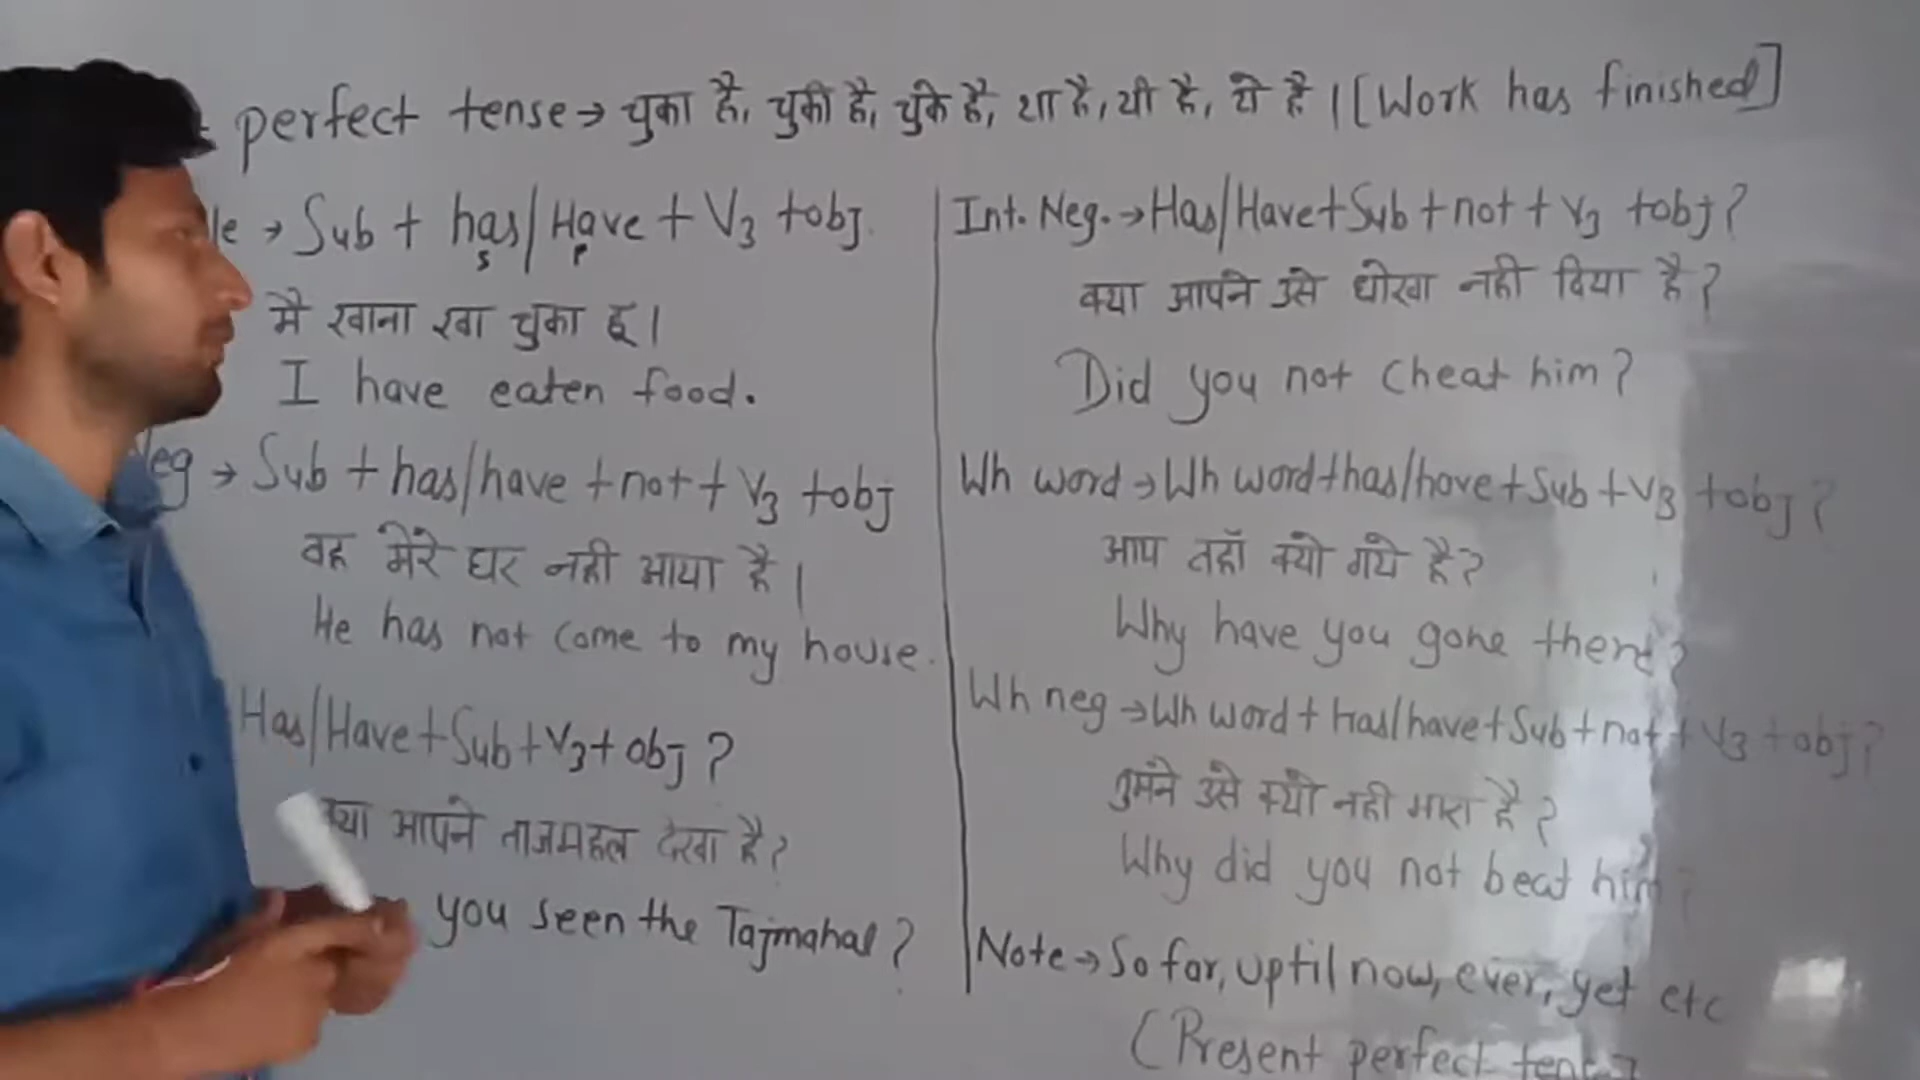 perfect tense → चुका है, चुकी है, चुके है, या है, यी है, ये है । [Work has finished]
le → Sub + has/Have + V3 + obj.
s p
मै खाना खा चुका हू ।
I have eaten food.
Neg → Sub + has/have + not + V3 + obj
वह मेरे घर नही आया है ।
He has not come to my house.
Has/Have + Sub + V3 + obj ?
क्या आपने ताजमहल देखा है ?
you seen the Tajmahal ?
Int. Neg. → Has/Have + Sub + not + V3 + obj ?
क्या आपने उसे धोखा नही दिया है ?
Did you not cheat him ?
Wh word → Wh word + has/have + Sub + V3 + obj ?
आप वहाँ क्यो गये है ?
Why have you gone there ?
Wh neg → Wh word + Has/have + Sub + not + V3 + obj ?
तुमने उसे क्यो नही मारा है ?
Why did you not beat him ?
Note → So far, uptil now, ever, yet etc
(Present perfect tense)